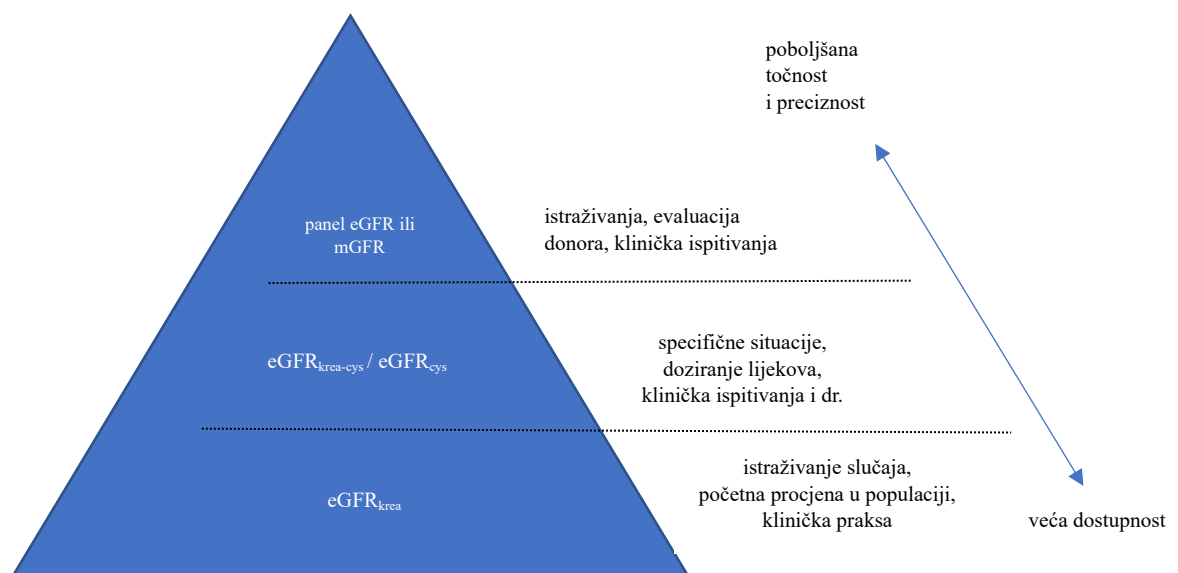 poboljšana
točnost
i preciznost
panel eGFR ili
mGFR
istraživanja, evaluacija
donora, klinička ispitivanja
eGFRkrea-cys / eGFRcys
specifične situacije,
doziranje lijekova,
klinička ispitivanja i dr.
eGFRkrea
istraživanje slučaja,
početna procjena u populaciji,
klinička praksa
veća dostupnost